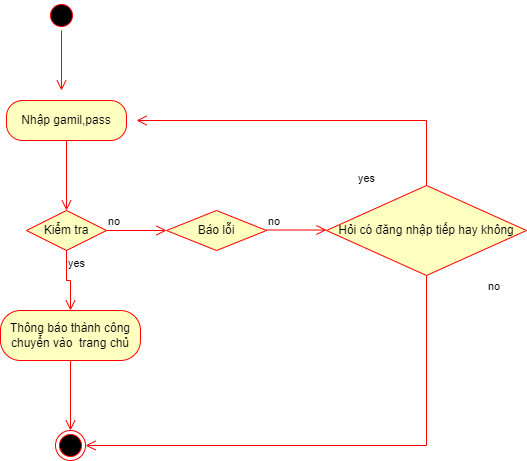 Nhập gamil,pass
yes
Kiểm tra
no
Báo lỗi
no
Hỏi có đăng nhập tiếp hay không
yes
no
Thông báo thành công
chuyển vào trang chủ